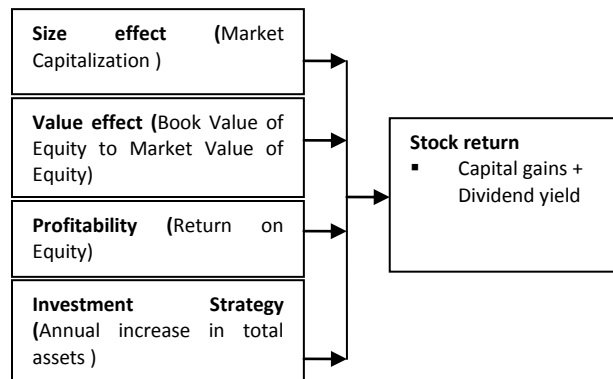 Size effect (Market
Capitalization )
Value effect (Book Value of
Equity to Market Value of
Equity)
Profitability (Return on
Equity)
Investment Strategy
(Annual increase in total
assets )
Stock return
▪ Capital gains +
Dividend yield